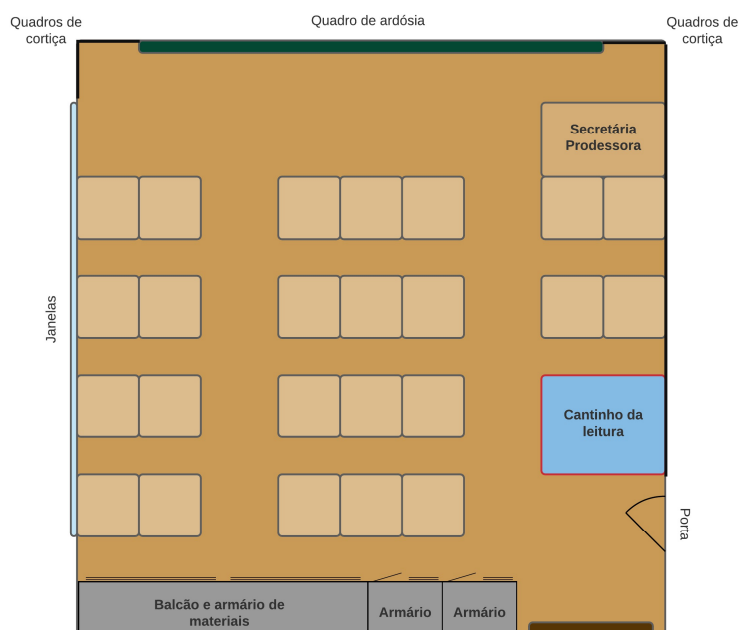 Quadros de
cortiça
Quadro de ardósia
Quadros de
cortiça
Secretária
Prodessora
Janelas
Cantinho da
leitura
Porta
Balcão e armário de
materiais
Armário
Armário